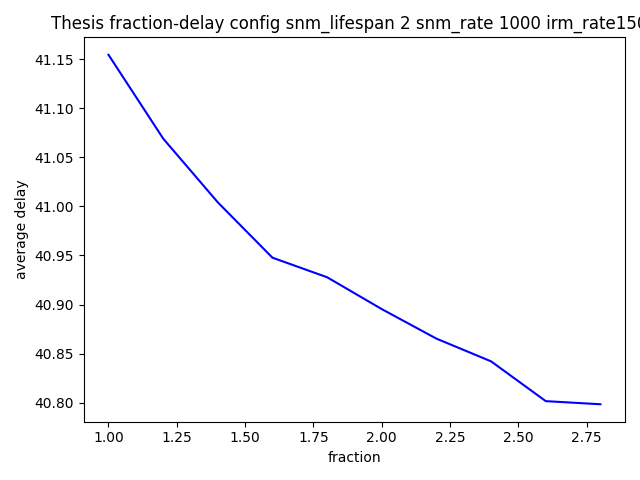 Thesis fraction-delay config snm_lifespan 2 snm_rate 1000 irm_rate150
41.15
41.10
41.05
41.00
40.95
40.90
40.85
40.80
average delay
1.00 1.25 1.50 1.75 2.00 2.25 2.50 2.75
fraction